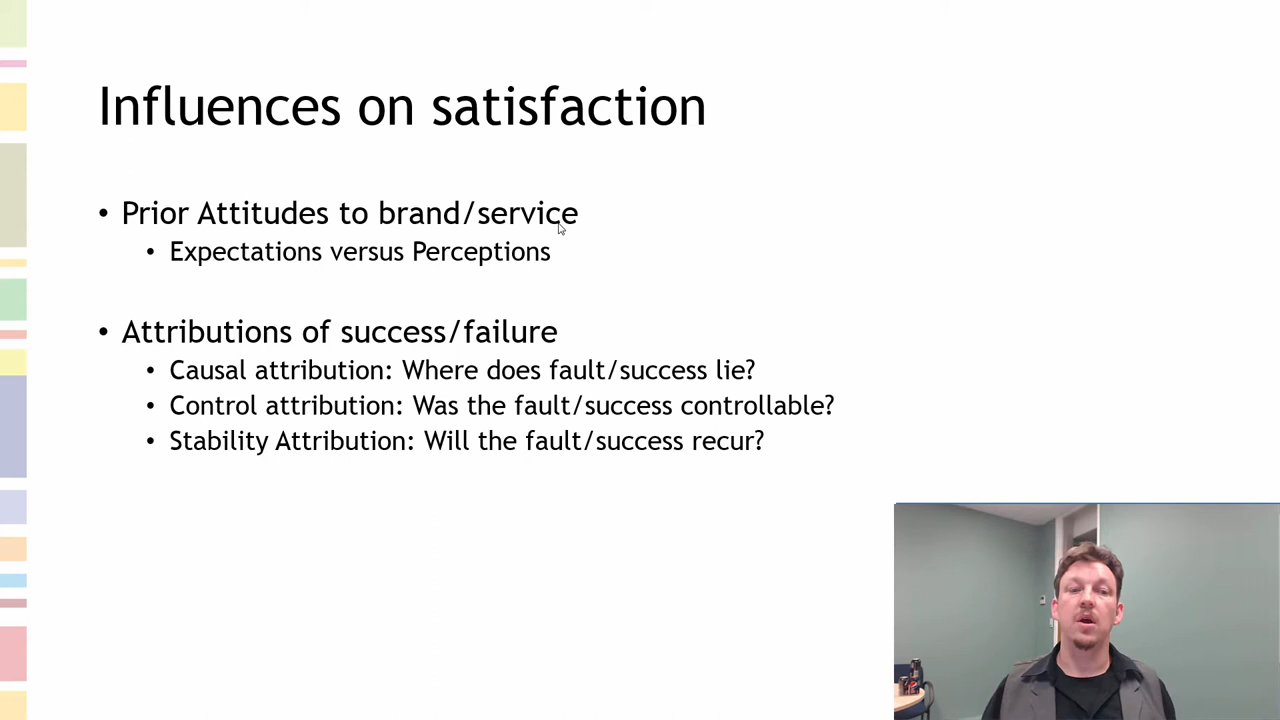 Influences on satisfaction
• Prior Attitudes to brand/service
• Expectations versus Perceptions
• Attributions of success/failure
• Causal attribution: Where does fault/success lie?
• Control attribution: Was the fault/success controllable?
• Stability Attribution: Will the fault/success recur?